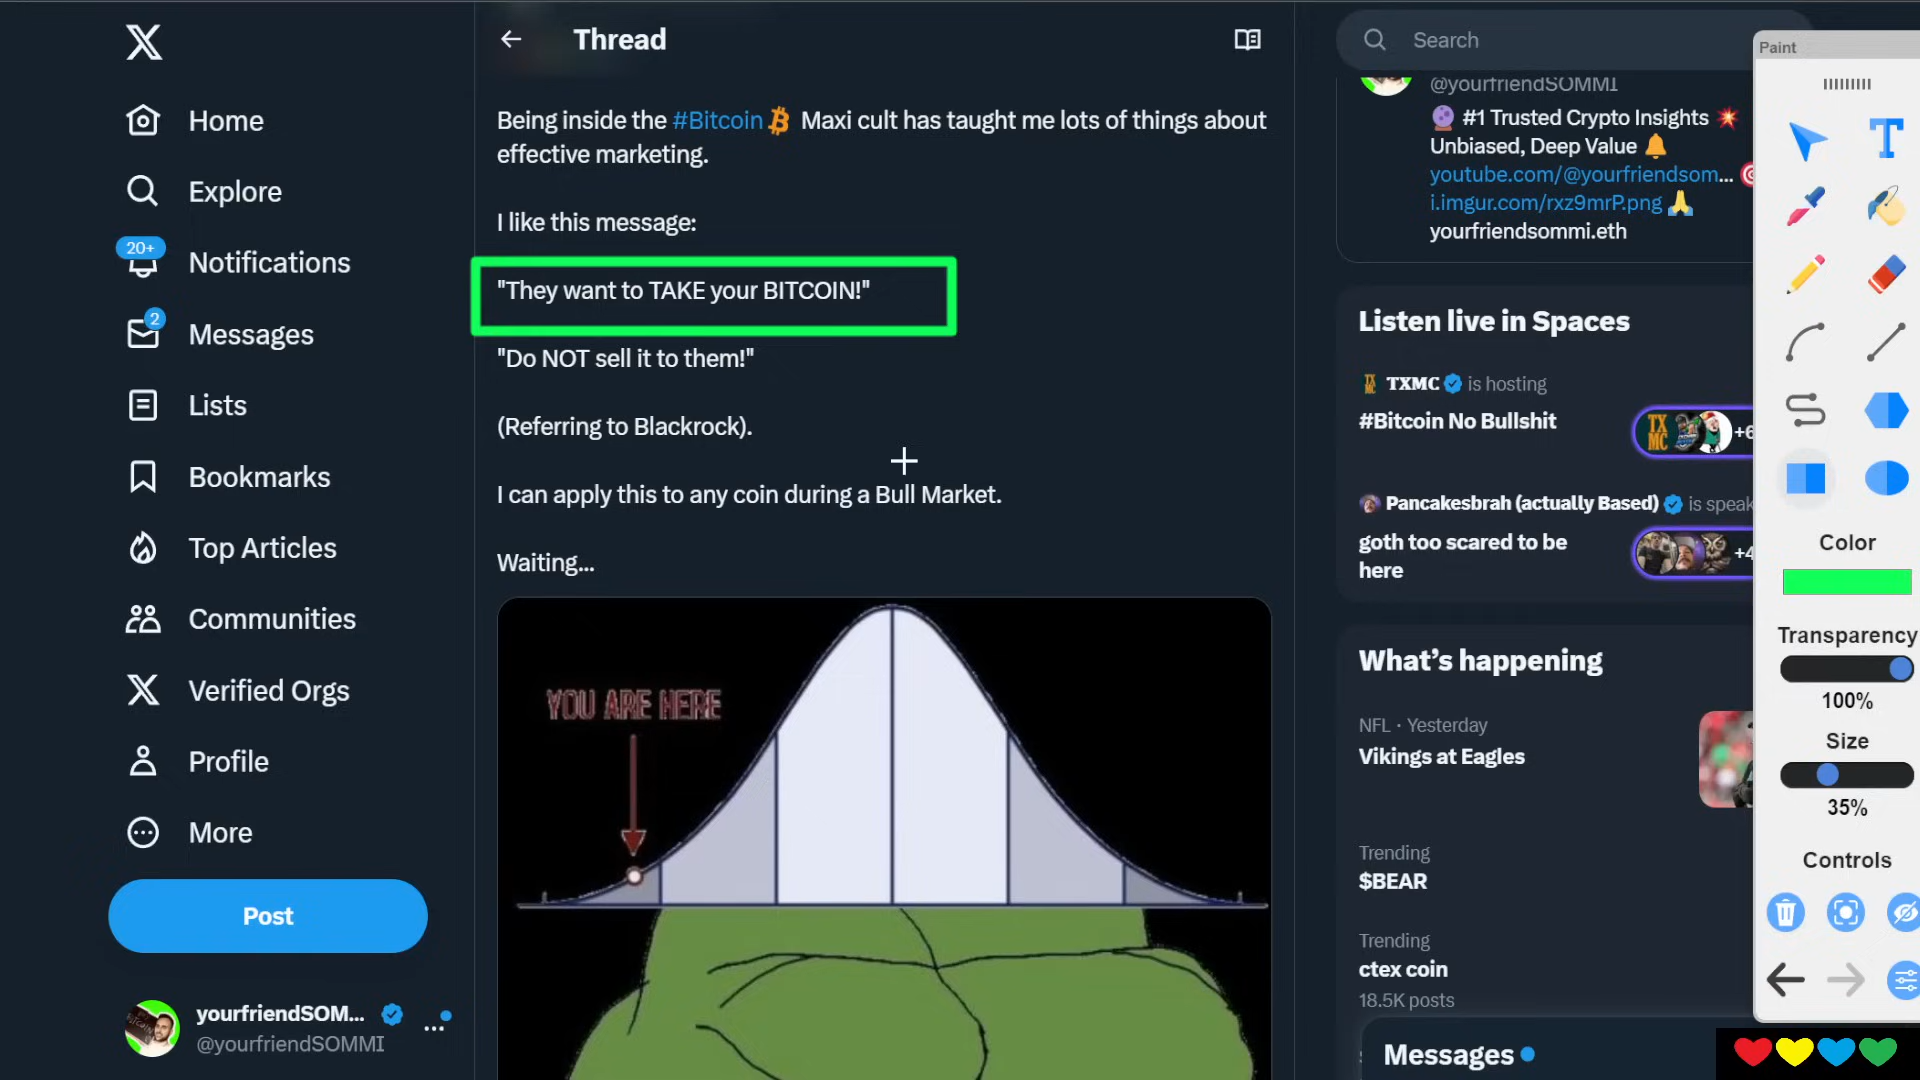 Home
Explore
20+
Notifications
2
Messages
Lists
Bookmarks
Top Articles
Communities
Verified Orgs
Profile
More
Post
yourfriendSOM...
@yourfriendSOMMI
Thread
Being inside the #Bitcoin Maxi cult has taught me lots of things about
effective marketing.
I like this message:
"They want to TAKE your BITCOIN!"
"Do NOT sell it to them!"
(Referring to Blackrock).
I can apply this to any coin during a Bull Market.
Waiting...
YOU ARE HERE
Search
@yourfriendSOMMI
#1 Trusted Crypto Insights
Unbiased, Deep Value
youtube.com/@yourfriendsom...
i.imgur.com/rxz9mrP.png
yourfriendsommi.eth
Listen live in Spaces
TXMC is hosting
#Bitcoin No Bullshit
TX
MC
+6
Pancakesbrah (actually Based) is speak
goth too scared to be
here
+4
What's happening
NFL · Yesterday
Vikings at Eagles
Trending
$BEAR
Trending
ctex coin
18.5K posts
Messages
Paint
Color
Transparency
100%
Size
35%
Controls